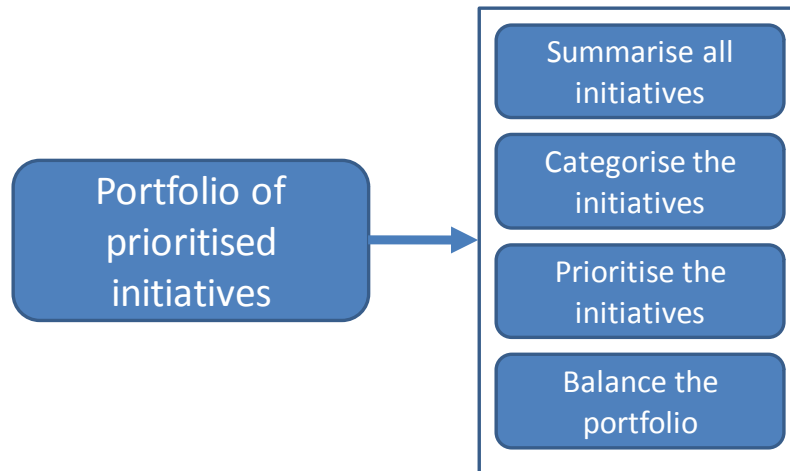 Portfolio of
prioritised
initiatives
Summarise all
initiatives
Categorise the
initiatives
Prioritise the
initiatives
Balance the
portfolio